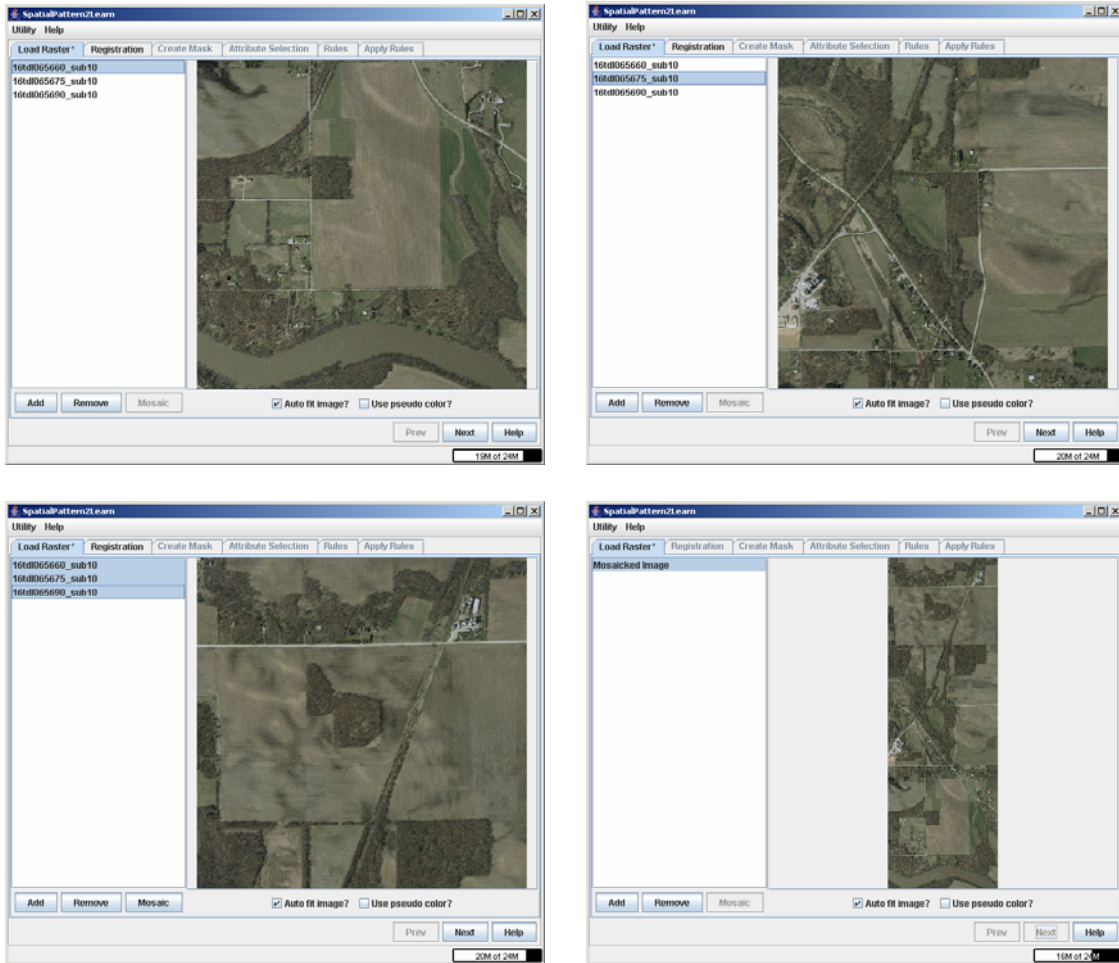 SpatialPattern2Learn
Utility Help
Load Raster* Registration Create Mask Attribute Selection Rules Apply Rules
16tdl065660_sub10
16tdl065675_sub10
16tdl065690_sub10
Add Remove Mosaic Auto fit image? Use pseudo color?
Prev Next Help
19M of 24M
SpatialPattern2Learn
Utility Help
Load Raster* Registration Create Mask Attribute Selection Rules Apply Rules
16tdl065660_sub10
16tdl065675_sub10
16tdl065690_sub10
Add Remove Mosaic Auto fit image? Use pseudo color?
Prev Next Help
20M of 24M
SpatialPattern2Learn
Utility Help
Load Raster* Registration Create Mask Attribute Selection Rules Apply Rules
16tdl065660_sub10
16tdl065675_sub10
16tdl065690_sub10
Add Remove Mosaic Auto fit image? Use pseudo color?
Prev Next Help
20M of 24M
SpatialPattern2Learn
Utility Help
Load Raster* Registration Create Mask Attribute Selection Rules Apply Rules
Mosaicked Image
Add Remove Mosaic Auto fit image? Use pseudo color?
Prev Next Help
16M of 24M